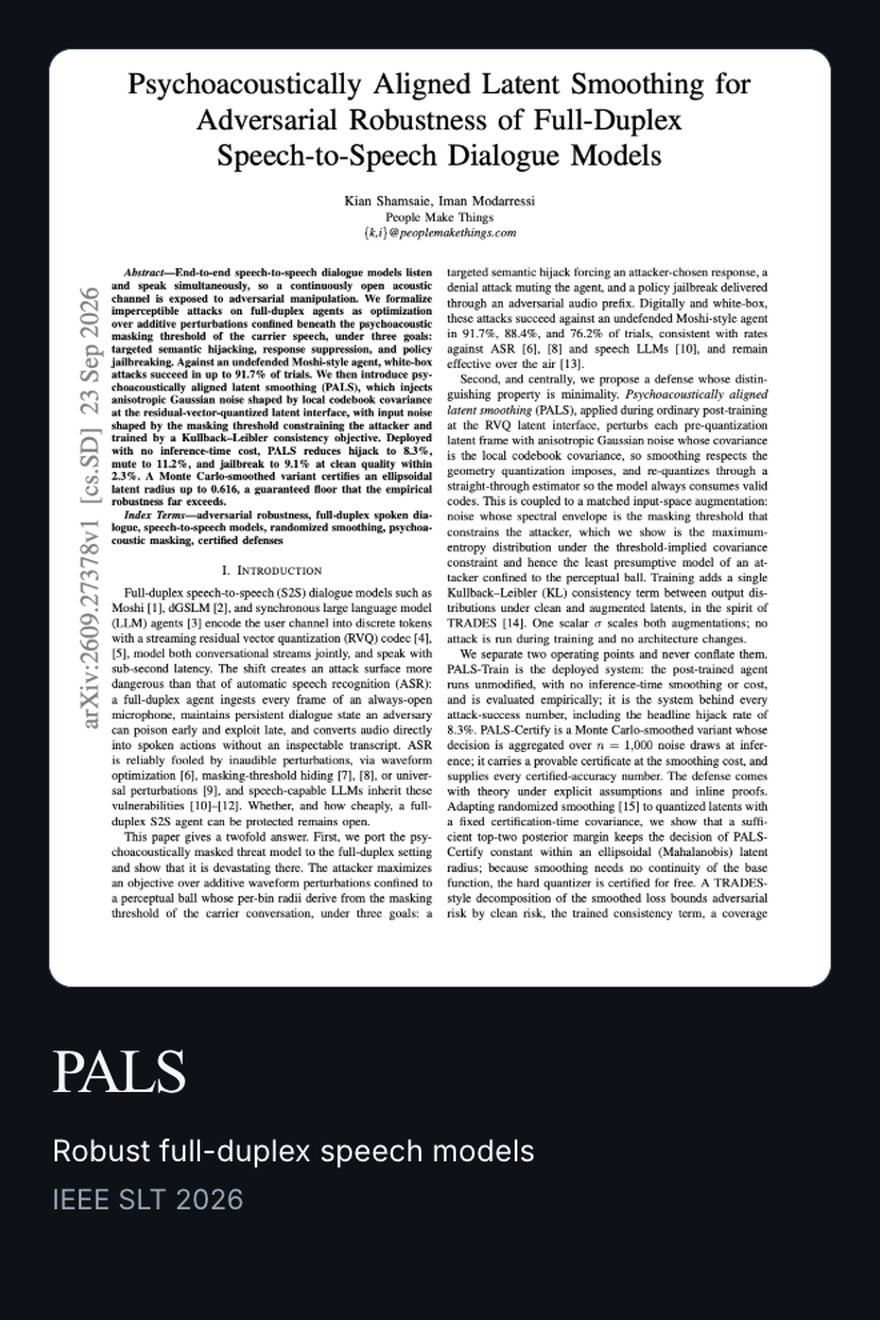 Psychoacoustically Aligned Latent Smoothing for
Adversarial Robustness of Full-Duplex
Speech-to-Speech Dialogue Models
Kian Shamsaie, Iman Modarressi
People Make Things
{k,i}@peoplemakethings.com
arXiv:2609.27378v1 [cs.SD] 23 Sep 2026
Abstract—End-to-end speech-to-speech dialogue models listen
and speak simultaneously, so a continuously open acoustic
channel is exposed to adversarial manipulation. We formalize
imperceptible attacks on full-duplex agents as optimization
over additive perturbations confined beneath the psychoacoustic
masking threshold of the carrier speech, under three goals:
targeted semantic hijacking, response suppression, and policy
jailbreaking. Against an undefended Moshi-style agent, white-box
attacks succeed in up to 91.7% of trials. We then introduce psy-
choacoustically aligned latent smoothing (PALS), which injects
anisotropic Gaussian noise shaped by local codebook covariance
at the residual-vector-quantized latent interface, with input noise
shaped by the masking threshold constraining the attacker and
trained by a Kullback–Leibler consistency objective. Deployed
with no inference-time cost, PALS reduces hijack to 8.3%,
mute to 11.2%, and jailbreak to 9.1% at clean quality within
2.3%. A Monte Carlo-smoothed variant certifies an ellipsoidal
latent radius up to 0.616, a guaranteed floor that the empirical
robustness far exceeds.
Index Terms—adversarial robustness, full-duplex spoken dia-
logue, speech-to-speech models, randomized smoothing, psychoa-
coustic masking, certified defenses
I. INTRODUCTION
Full-duplex speech-to-speech (S2S) dialogue models such as
Moshi [1], dGSLM [2], and synchronous large language model
(LLM) agents [3] encode the user channel into discrete tokens
with a streaming residual vector quantization (RVQ) codec [4],
[5], model both conversational streams jointly, and speak with
sub-second latency. The shift creates an attack surface more
dangerous than that of automatic speech recognition (ASR):
a full-duplex agent ingests every frame of an always-open
microphone, maintains persistent dialogue state an adversary
can poison early and exploit late, and converts audio directly
into spoken actions without an inspectable transcript. ASR
is reliably fooled by inaudible perturbations, via waveform
optimization [6], masking-threshold hiding [7], [8], or univer-
sal perturbations [9], and speech-capable LLMs inherit these
vulnerabilities [10]–[12]. Whether, and how cheaply, a full-
duplex S2S agent can be protected remains open.
This paper gives a twofold answer. First, we port the psy-
choacoustically masked threat model to the full-duplex setting
and show that it is devastating there. The attacker maximizes
an objective over additive waveform perturbations confined to
a perceptual ball whose per-bin radii derive from the masking
threshold of the carrier conversation, under three goals: a
targeted semantic hijack forcing an attacker-chosen response, a
denial attack muting the agent, and a policy jailbreak delivered
through an adversarial audio prefix. Digitally and white-box,
these attacks succeed against an undefended Moshi-style agent
in 91.7%, 88.4%, and 76.2% of trials, consistent with rates
against ASR [6], [8] and speech LLMs [10], and remain
effective over the air [13].
Second, and centrally, we propose a defense whose distin-
guishing property is minimality. Psychoacoustically aligned
latent smoothing (PALS), applied during ordinary post-training
at the RVQ latent interface, perturbs each pre-quantization
latent frame with anisotropic Gaussian noise whose covariance
is the local codebook covariance, so smoothing respects the
geometry quantization imposes, and re-quantizes through a
straight-through estimator so the model always consumes valid
codes. This is coupled to a matched input-space augmentation:
noise whose spectral envelope is the masking threshold that
constrains the attacker, which we show is the maximum-
entropy distribution under the threshold-implied covariance
constraint and hence the least presumptive model of an at-
tacker confined to the perceptual ball. Training adds a single
Kullback–Leibler (KL) consistency term between output dis-
tributions under clean and augmented latents, in the spirit of
TRADES [14]. One scalar σ scales both augmentations; no
attack is run during training and no architecture changes.
We separate two operating points and never conflate them.
PALS-Train is the deployed system: the post-trained agent
runs unmodified, with no inference-time smoothing or cost,
and is evaluated empirically; it is the system behind every
attack-success number, including the headline hijack rate of
8.3%. PALS-Certify is a Monte Carlo-smoothed variant whose
decision is aggregated over n = 1,000 noise draws at infer-
ence; it carries a provable certificate at the smoothing cost, and
supplies every certified-accuracy number. The defense comes
with theory under explicit assumptions and inline proofs.
Adapting randomized smoothing [15] to quantized latents with
a fixed certification-time covariance, we show that a suffi-
cient top-two posterior margin keeps the decision of PALS-
Certify constant within an ellipsoidal (Mahalanobis) latent
radius; because smoothing needs no continuity of the base
function, the hard quantizer is certified for free. A TRADES-
style decomposition of the smoothed loss bounds adversarial
risk by clean risk, the trained consistency term, a coverage
PALS
Robust full-duplex speech models
IEEE SLT 2026